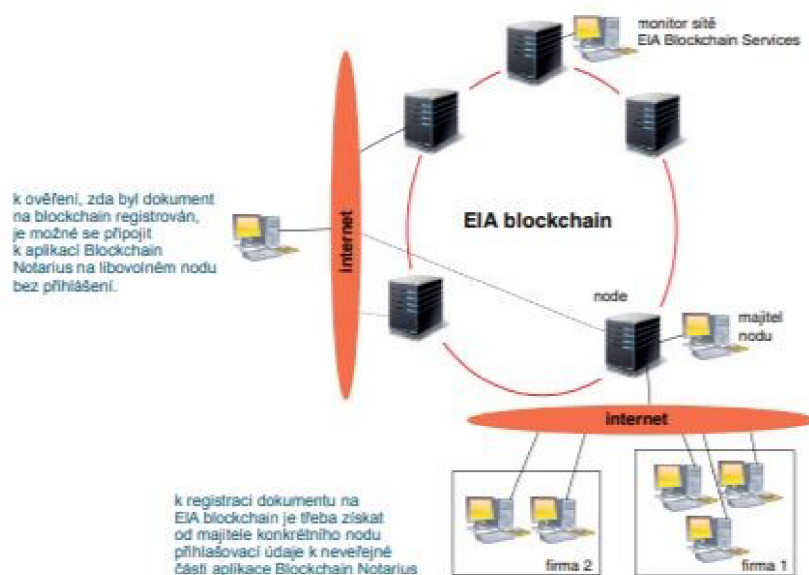 monitor sítě
EIA Blockchain Services
k ověření, zda byl dokument
na blockchain registrován,
je možné se připojit
k aplikací Blockchain
Notarius na libovolném nodu
bez přihlášení.
internet
EIA blockchain
node
majitel
nodu
internet
k registraci dokumentu na
EIA blockchain je třeba získat
od majitele konkrétního nodu
přihlašovací údaje k neveřejné
části aplikace Blockchain Notarius
firma 2
firma 1